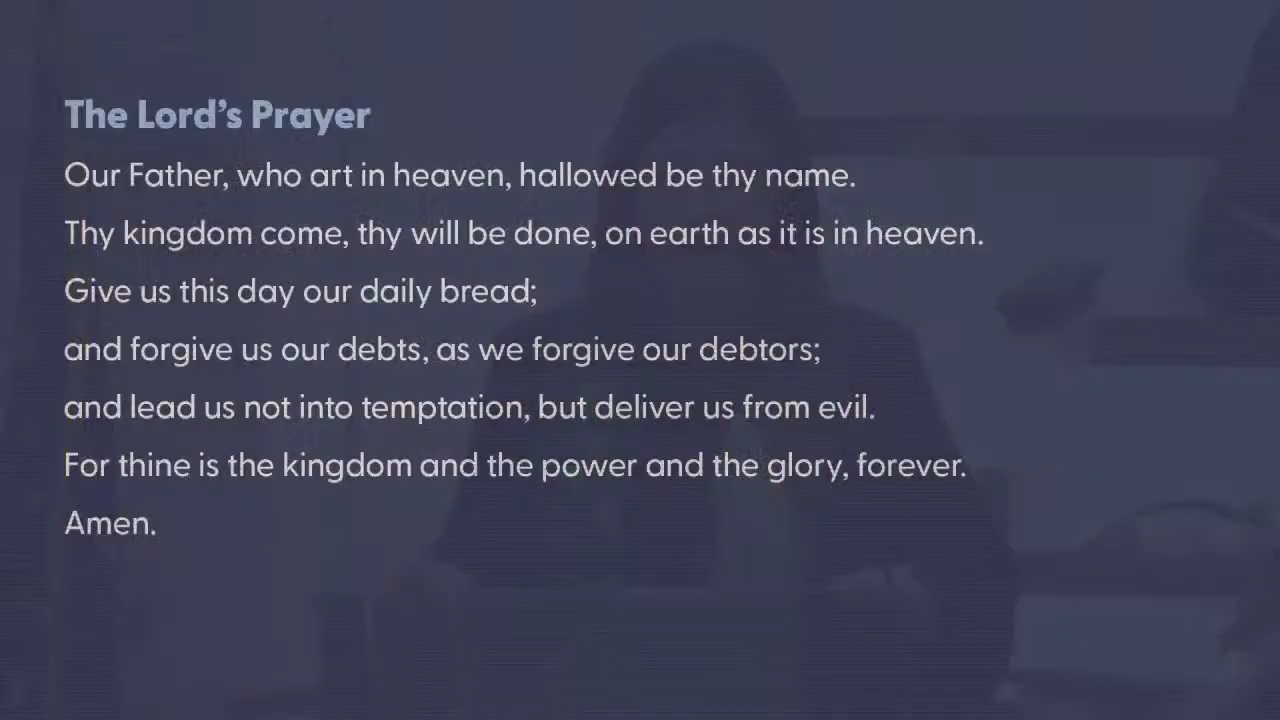 The Lord’s Prayer
Our Father, who art in heaven, hallowed be thy name.
Thy kingdom come, thy will be done, on earth as it is in heaven.
Give us this day our daily bread;
and forgive us our debts, as we forgive our debtors;
and lead us not into temptation, but deliver us from evil.
For thine is the kingdom and the power and the glory, forever.
Amen.